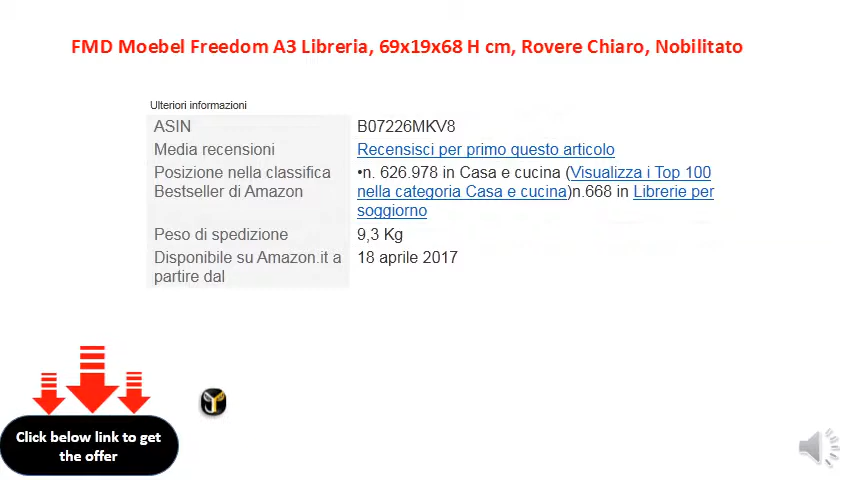 FMD Moebel Freedom A3 Libreria, 69x19x68 H cm, Rovere Chiaro, Nobilitato
Ulteriori informazioni
ASIN B07226MKV8
Media recensioni Recensisci per primo questo articolo
Posizione nella classifica •n. 626.978 in Casa e cucina (Visualizza i Top 100
Bestseller di Amazon nella categoria Casa e cucina)n.668 in Librerie per
soggiorno
Peso di spedizione 9,3 Kg
Disponibile su Amazon.it a 18 aprile 2017
partire dal
Click below link to get
the offer